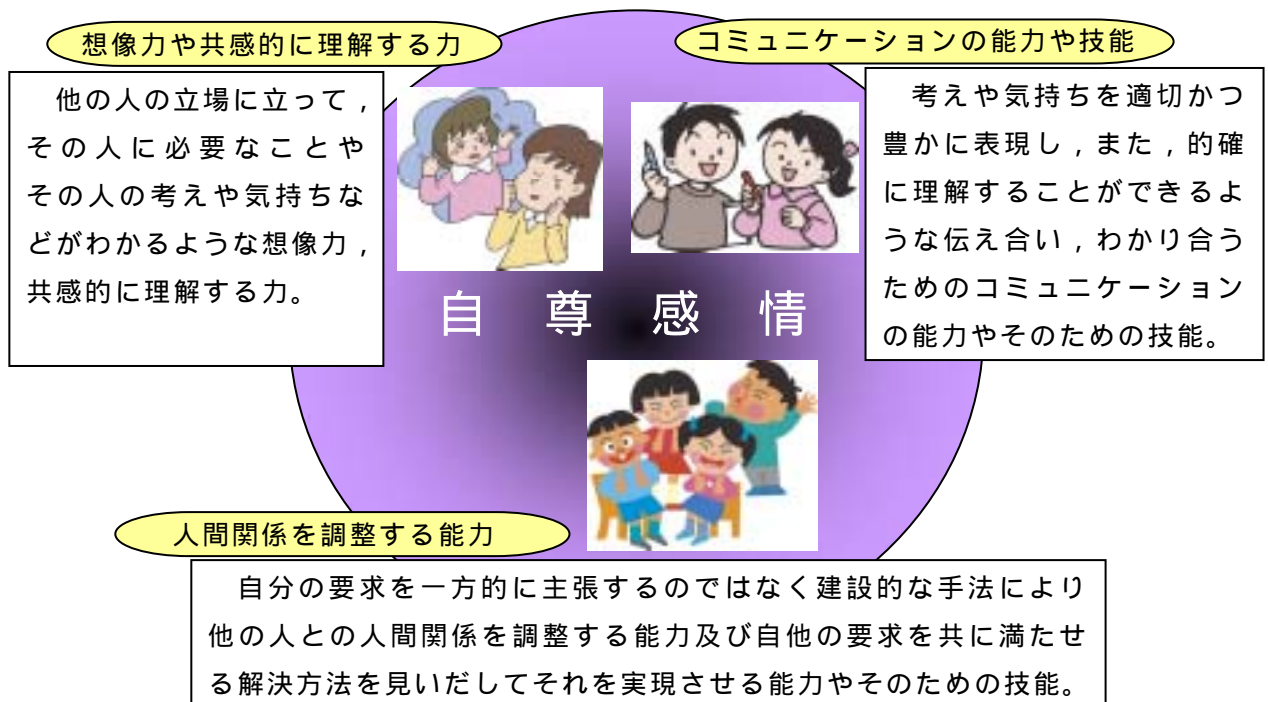 想像力や共感的に理解する力
他の人の立場に立って，
その人に必要なことや
その人の考えや気持ちな
どがわかるような想像力，
共感的に理解する力。
コミュニケーションの能力や技能
考えや気持ちを適切かつ
豊かに表現し，また，的確
に理解することができるよ
うな伝え合い，わかり合う
ためのコミュニケーション
の能力やそのための技能。
自尊感情
人間関係を調整する能力
自分の要求を一方的に主張するのではなく建設的な手法により
他の人との人間関係を調整する能力及び自他の要求を共に満たせ
る解決方法を見いだしてそれを実現させる能力やそのための技能。